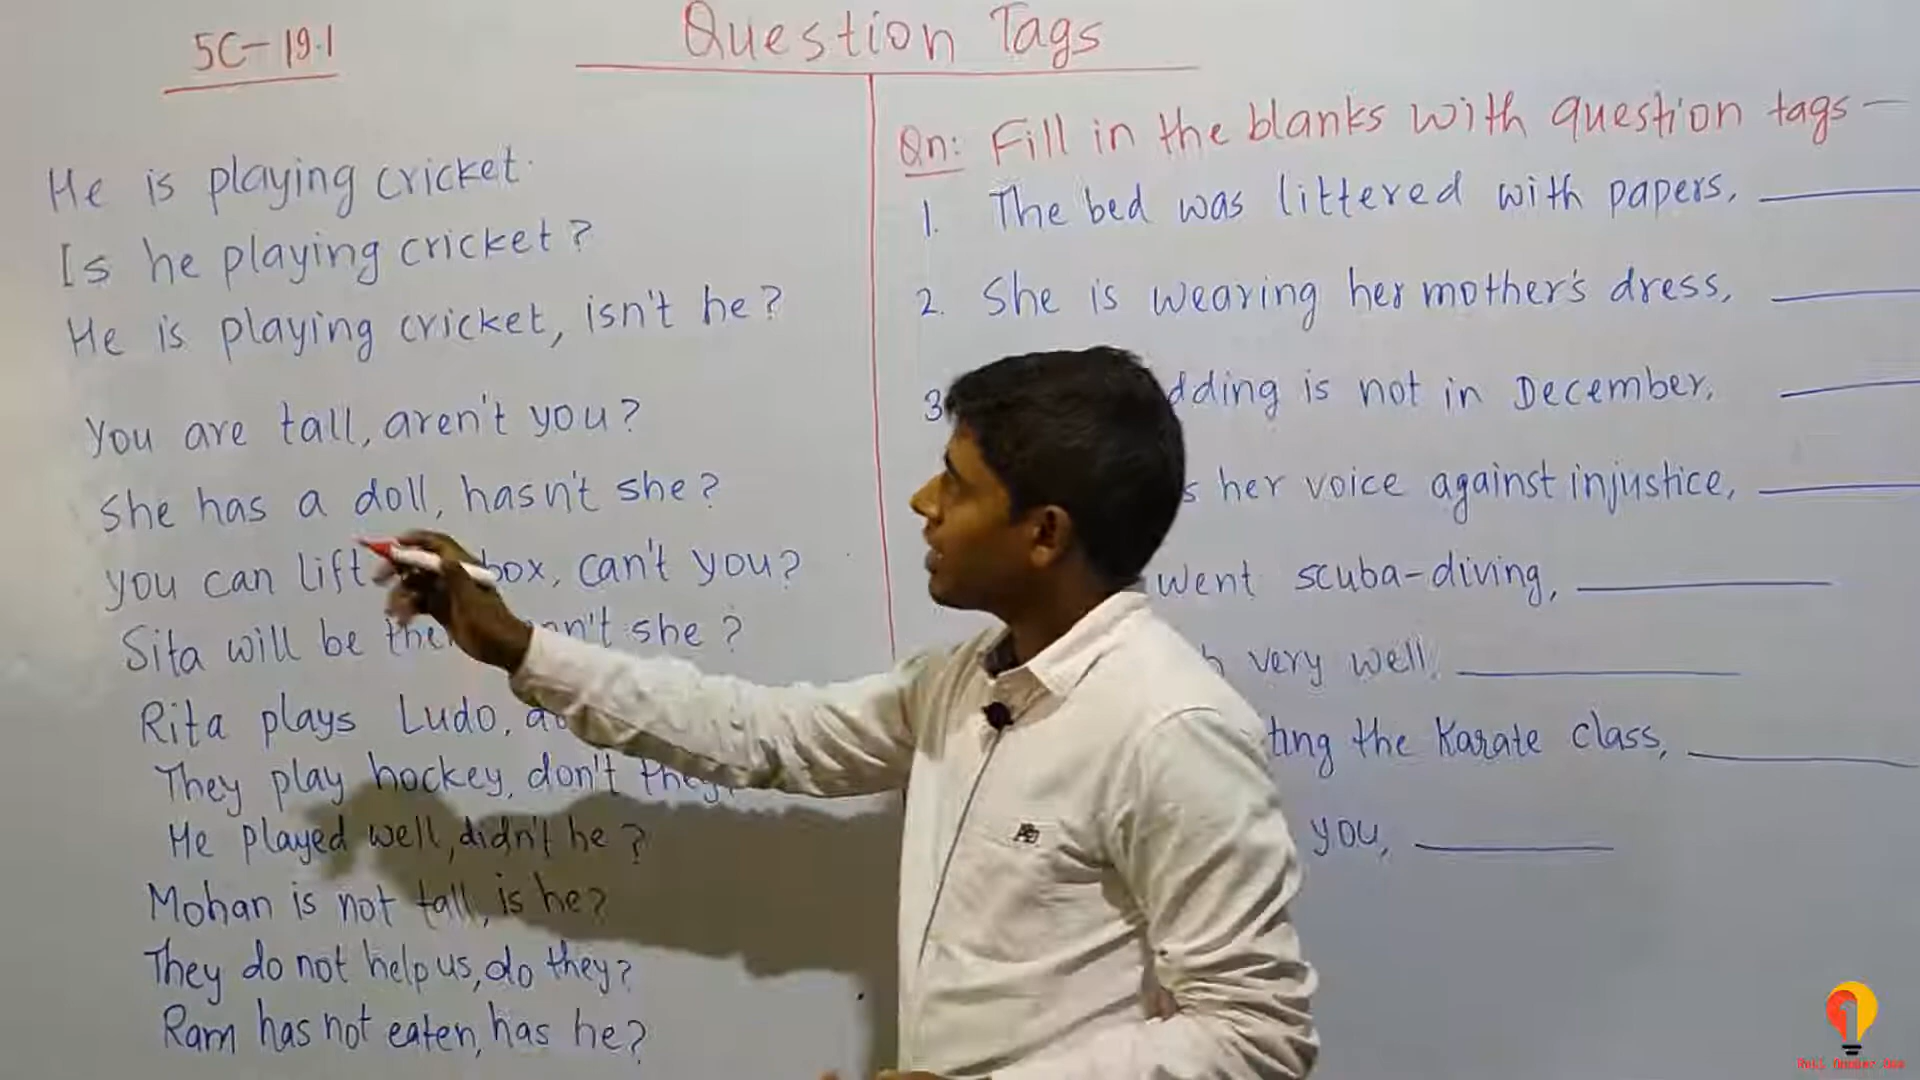 5C-19.1
Question Tags
He is playing cricket.
Is he playing cricket?
He is playing cricket, isn't he?
You are tall, aren't you?
She has a doll, hasn't she?
you can lift box, can't you?
Sita will be she?
Rita plays Ludo,
They play hockey, don't they
He played well, didn't he?
Mohan is not tall, is he?
They do not help us, do they?
Ram has not eaten, has he?
Qn: Fill in the blanks with question tags—
1. The bed was littered with papers,
2. She is wearing her mother's dress,
3 is not in December,
her voice against injustice,
went scuba-diving,
very well,
the Karate class,
you,